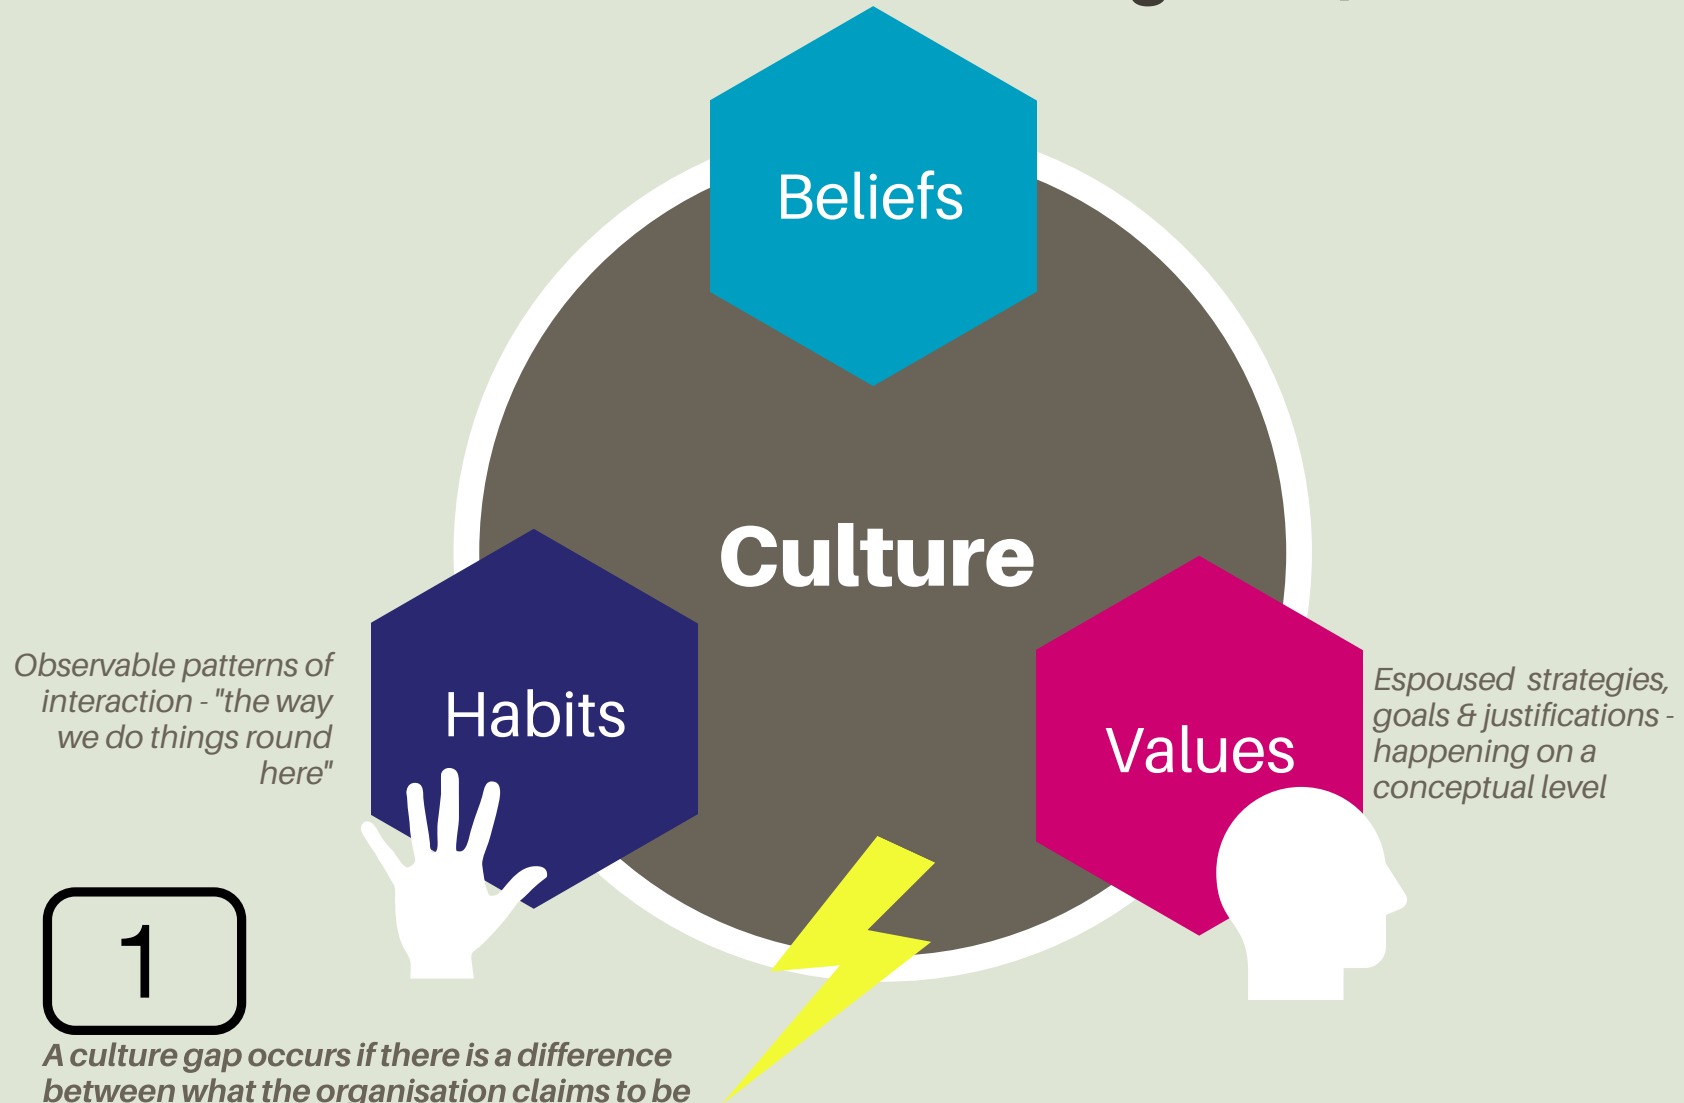 Beliefs
Culture
Habits
Observable patterns of
interaction - "the way
we do things round
here"
Values
Espoused  strategies,
goals & justifications -
happening on a
conceptual level
1
A culture gap occurs if there is a difference
between what the organisation claims to be